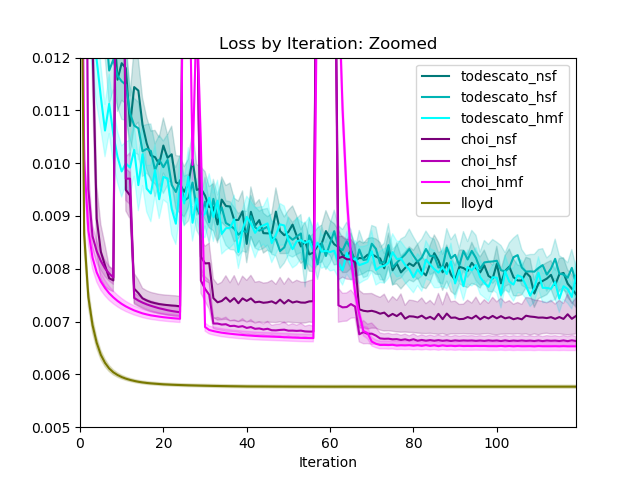 Loss by Iteration: Zoomed
0.012
0.011
0.010
0.009
0.008
0.007
0.006
0.005
0
20
40
60
80
100
Iteration
todescato_nsf
todescato_hsf
todescato_hmf
choi_nsf
choi_hsf
choi_hmf
lloyd